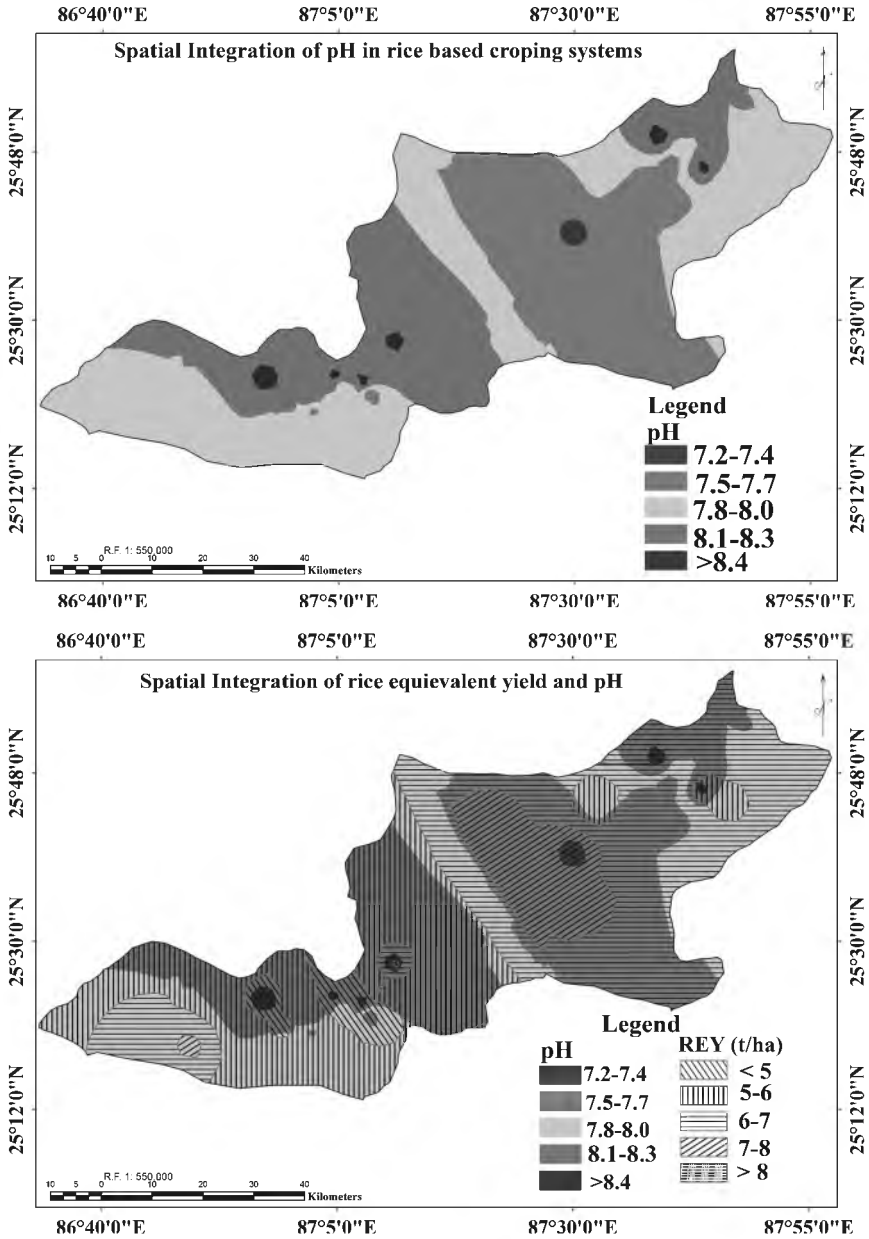 86°40'0"E 87°5'0"E 87°30'0"E 87°55'0"E
Spatial Integration of pH in rice based croping systems
25°48'0"N 25°48'0"N
25°30'0"N 25°30'0"N
25°12'0"N 25°12'0"N
Legend
pH
7.2-7.4
7.5-7.7
7.8-8.0
8.1-8.3
>8.4
R.F. 1: 550,000
10 5 0 10 20 30 40
Kilometers
86°40'0"E 87°5'0"E 87°30'0"E 87°55'0"E
86°40'0"E 87°5'0"E 87°30'0"E 87°55'0"E
Spatial Integration of rice equievalent yield and pH
25°48'0"N 25°48'0"N
25°30'0"N 25°30'0"N
25°12'0"N 25°12'0"N
Legend
pH
7.2-7.4
7.5-7.7
7.8-8.0
8.1-8.3
>8.4
REY (t/ha)
< 5
5-6
6-7
7-8
> 8
R.F. 1: 550,000
10 5 0 10 20 30 40
Kilometers
86°40'0"E 87°5'0"E 87°30'0"E 87°55'0"E